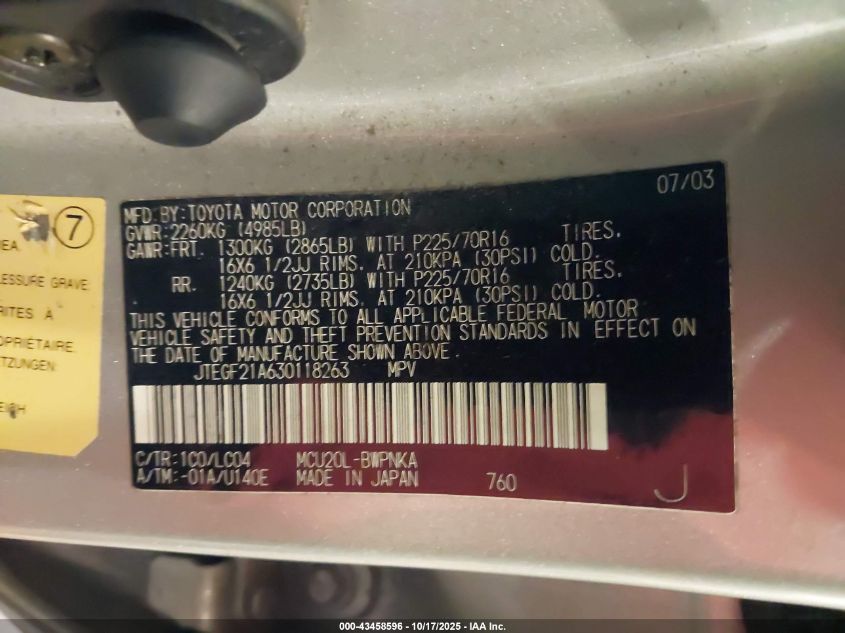 07/03
MFD.BY:TOYOTA MOTOR CORPORATION
GVWR:2260KG (4985LB)
GAWR:FRT. 1300KG (2865LB) WITH P225/70R16 TIRES,
16X6 1/2JJ RIMS, AT 210KPA (30PSI) COLD.
RR. 1240KG (2735LB) WITH P225/70R16 TIRES,
16X6 1/2JJ RIMS, AT 210KPA (30PSI) COLD.
THIS VEHICLE CONFORMS TO ALL APPLICABLE FEDERAL MOTOR
VEHICLE SAFETY AND THEFT PREVENTION STANDARDS IN EFFECT ON
THE DATE OF MANUFACTURE SHOWN ABOVE.
JTEGF21A630118263 MPV
C/TR:1C0/LC04 MCU20L-BWPNKA
A/TM:-01A/U140E MADE IN JAPAN 760 J
7
GRAVE
À
PROPRIÉTAIRE.
000-43458596 - 10/17/2025 - IAA Inc.